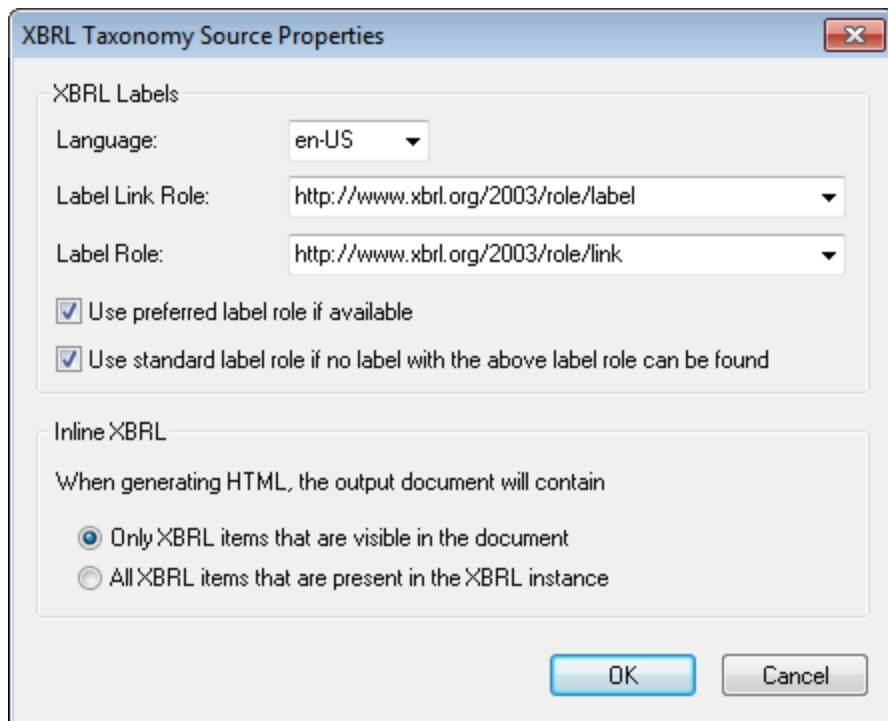 XBRL Taxonomy Source Properties
XBRL Labels
Language: en-US
Label Link Role: http://www.xbrl.org/2003/role/label
Label Role: http://www.xbrl.org/2003/role/link
Use preferred label role if available
Use standard label role if no label with the above label role can be found
Inline XBRL
When generating HTML, the output document will contain
Only XBRL items that are visible in the document
All XBRL items that are present in the XBRL instance
OK Cancel